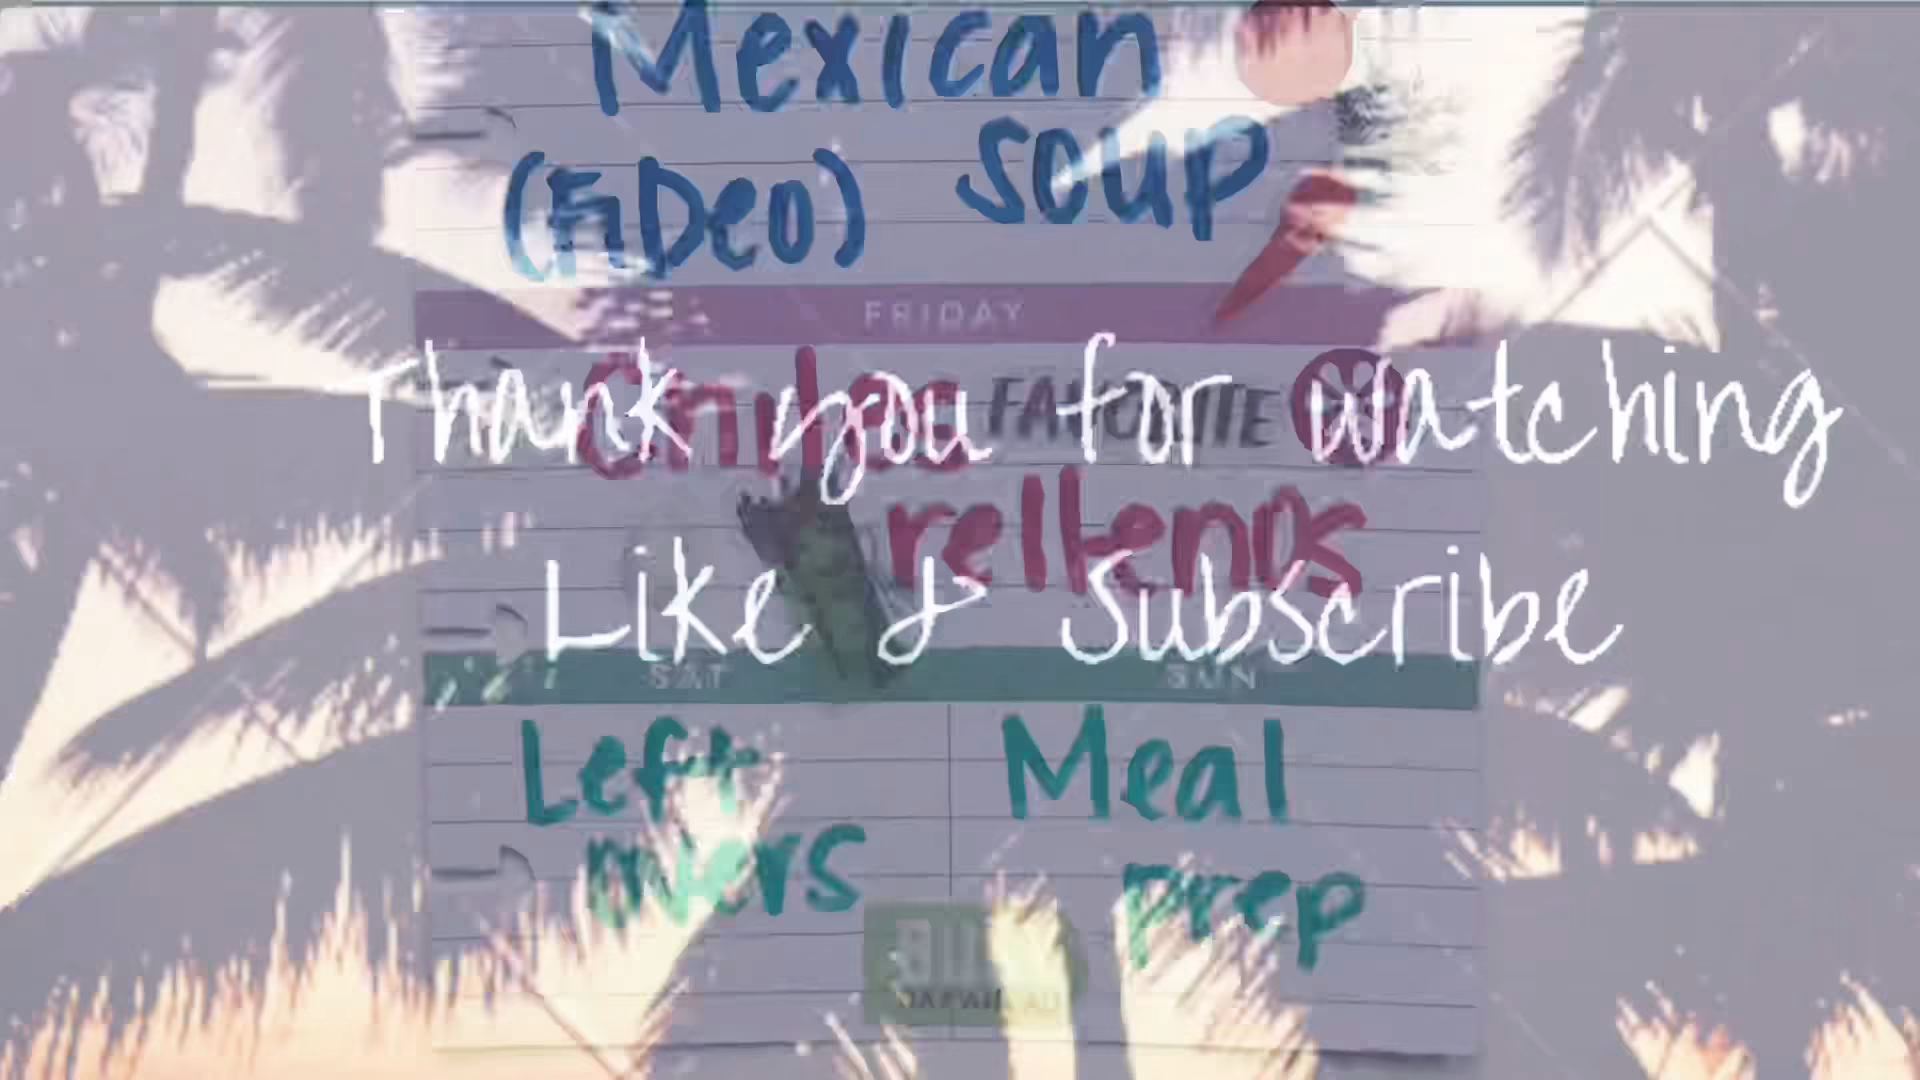 Mexican
(FiDeo) soup
FRIDAY
Chiles FAVORITE
Thank you for watching
rellenos
Like & Subscribe
SAT SUN
Left Meal
overs prep